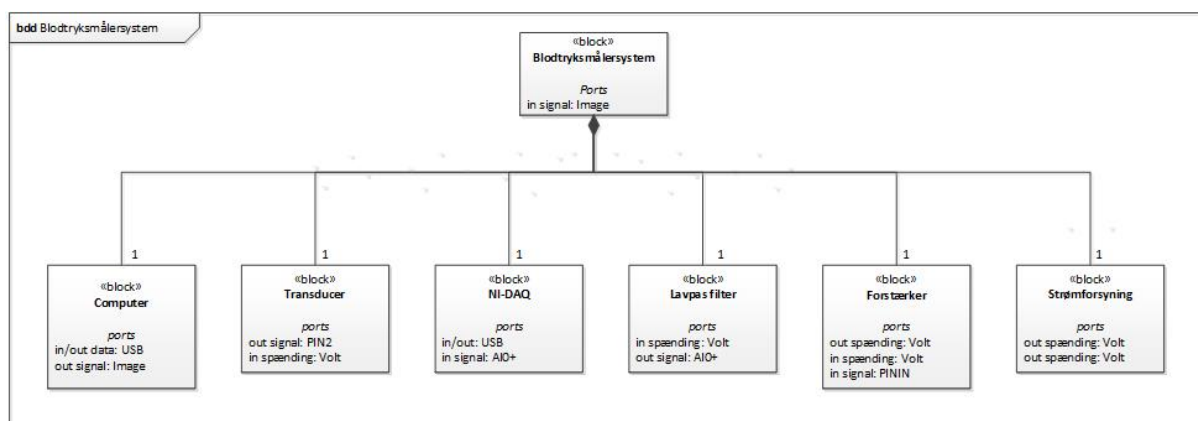 bdd Blodtryksmålersystem
«block»
Blodtryksmålersystem
Ports
in signal: Image
1
1
1
1
1
1
«block»
Computer
ports
in/out data: USB
out signal: Image
«block»
Transducer
ports
out signal: PIN2
in spænding: Volt
«block»
NI-DAQ
ports
in/out: USB
in signal: AI0+
«block»
Lavpas filter
ports
in spænding: Volt
out signal: AI0+
«block»
Forstærker
ports
out spænding: Volt
in spænding: Volt
in signal: PININ
«block»
Strømforsyning
ports
out spænding: Volt
out spænding: Volt